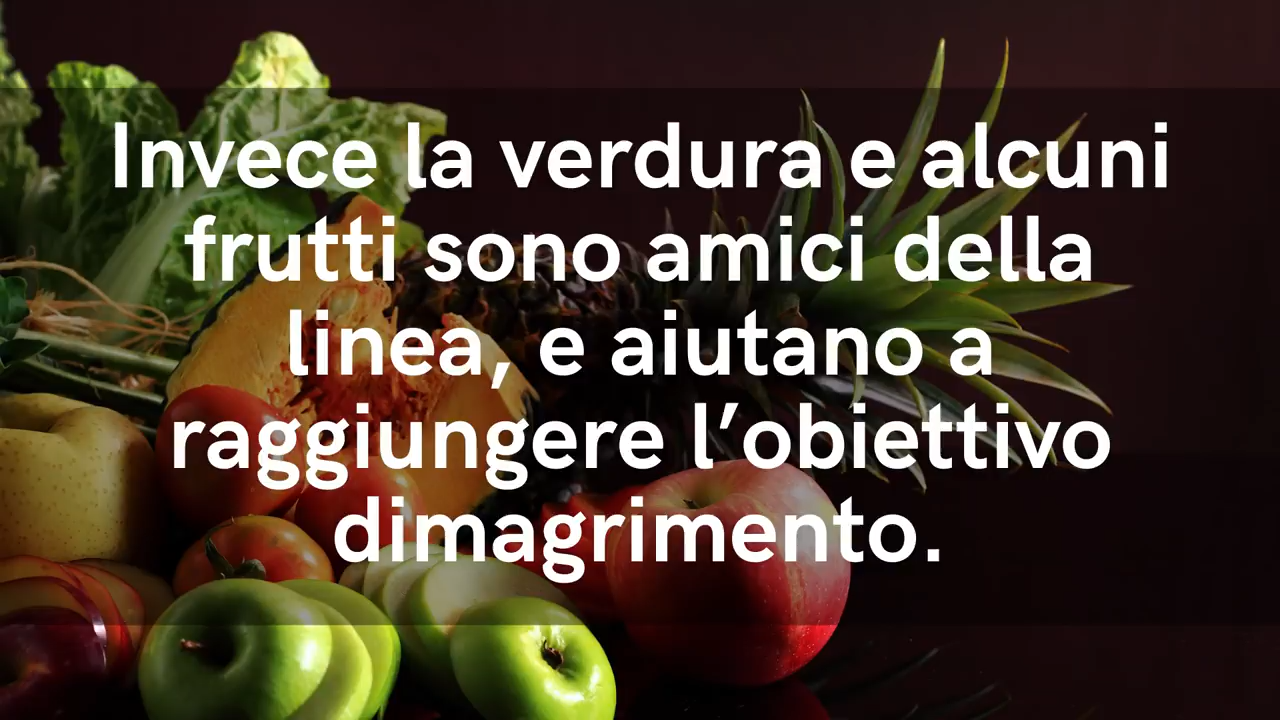 Invece la verdura e alcuni
frutti sono amici della
linea, e aiutano a
raggiungere l’obiettivo
dimagrimento.